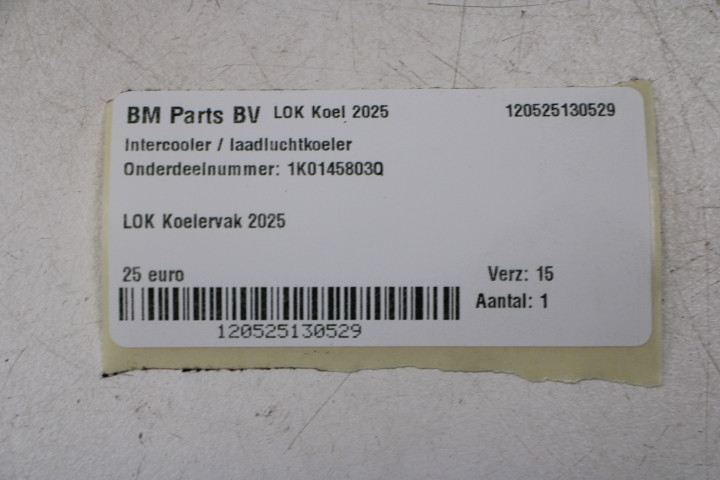 BM Parts BV LOK Koel 2025 120525130529
Intercooler / laadluchtkoeler
Onderdeelnummer: 1K0145803Q
LOK Koelervak 2025
25 euro Verz: 15
Aantal: 1
120525130529